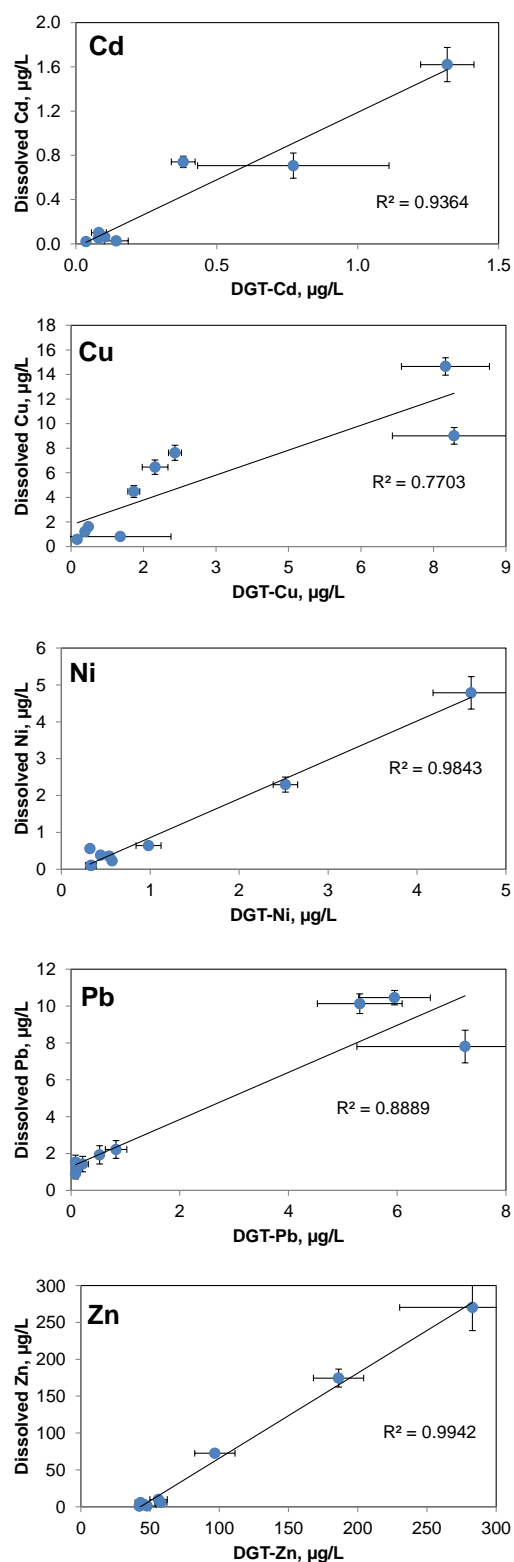 Cd
Dissolved Cd, µg/L
2.0
1.6
1.2
0.8
0.4
0.0
R² = 0.9364
0.0 0.5 1.0 1.5
DGT-Cd, µg/L
Cu
Dissolved Cu, µg/L
18
16
14
12
10
8
6
4
2
0
R² = 0.7703
0 2 3 5 6 8 9
DGT-Cu, µg/L
Ni
Dissolved Ni, µg/L
6
5
4
3
2
1
0
R² = 0.9843
0 1 2 3 4 5
DGT-Ni, µg/L
Pb
Dissolved Pb, µg/L
12
10
8
6
4
2
0
R² = 0.8889
0 2 4 6 8
DGT-Pb, µg/L
Zn
Dissolved Zn, µg/L
300
250
200
150
100
50
0
R² = 0.9942
0 50 100 150 200 250 300
DGT-Zn, µg/L